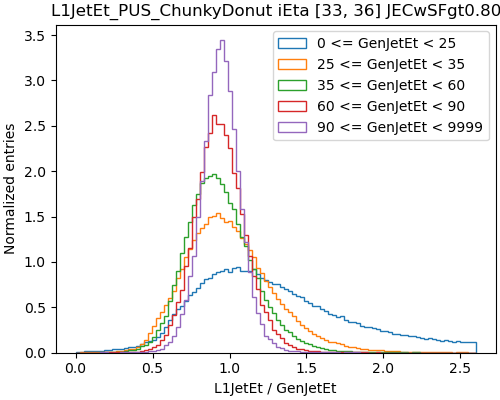 L1JetEt_PUS_ChunkyDonut iEta [33, 36] JECwSFgt0.80
0 <= GenJetEt < 25
25 <= GenJetEt < 35
35 <= GenJetEt < 60
60 <= GenJetEt < 90
90 <= GenJetEt < 9999
Normalized entries
3.5
3.0
2.5
2.0
1.5
1.0
0.5
0.0
0.0 0.5 1.0 1.5 2.0 2.5
L1JetEt / GenJetEt